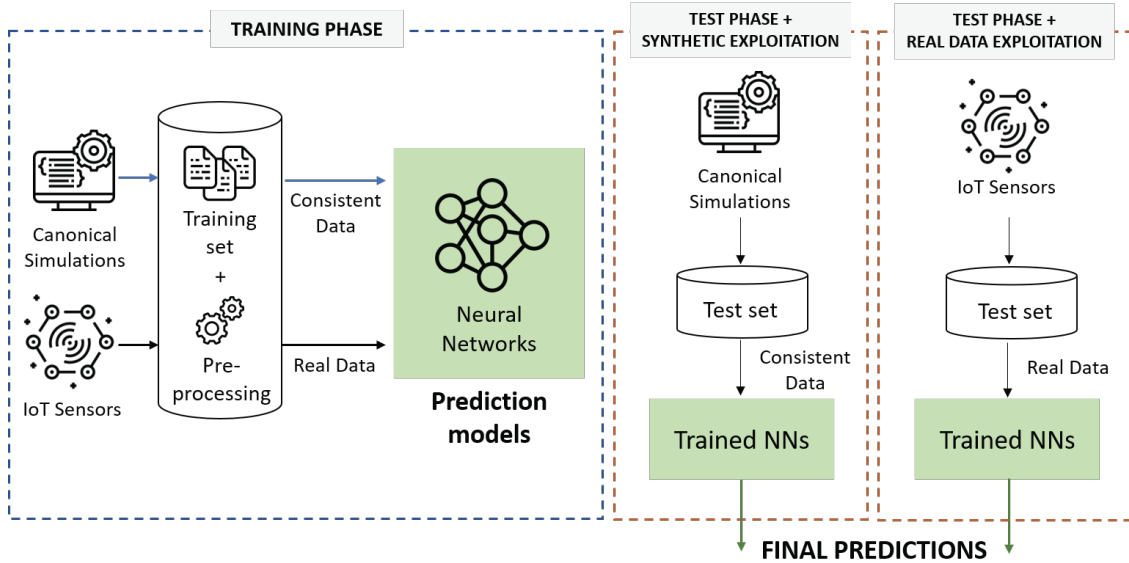 TRAINING PHASE
Canonical
Simulations
IoT Sensors
Training
set
+
Pre-
processing
Consistent
Data
Real Data
Neural
Networks
Prediction
models
TEST PHASE +
SYNTHETIC EXPLOITATION
Canonical
Simulations
Test set
Consistent
Data
Trained NNs
TEST PHASE +
REAL DATA EXPLOITATION
IoT Sensors
Test set
Real Data
Trained NNs
FINAL PREDICTIONS